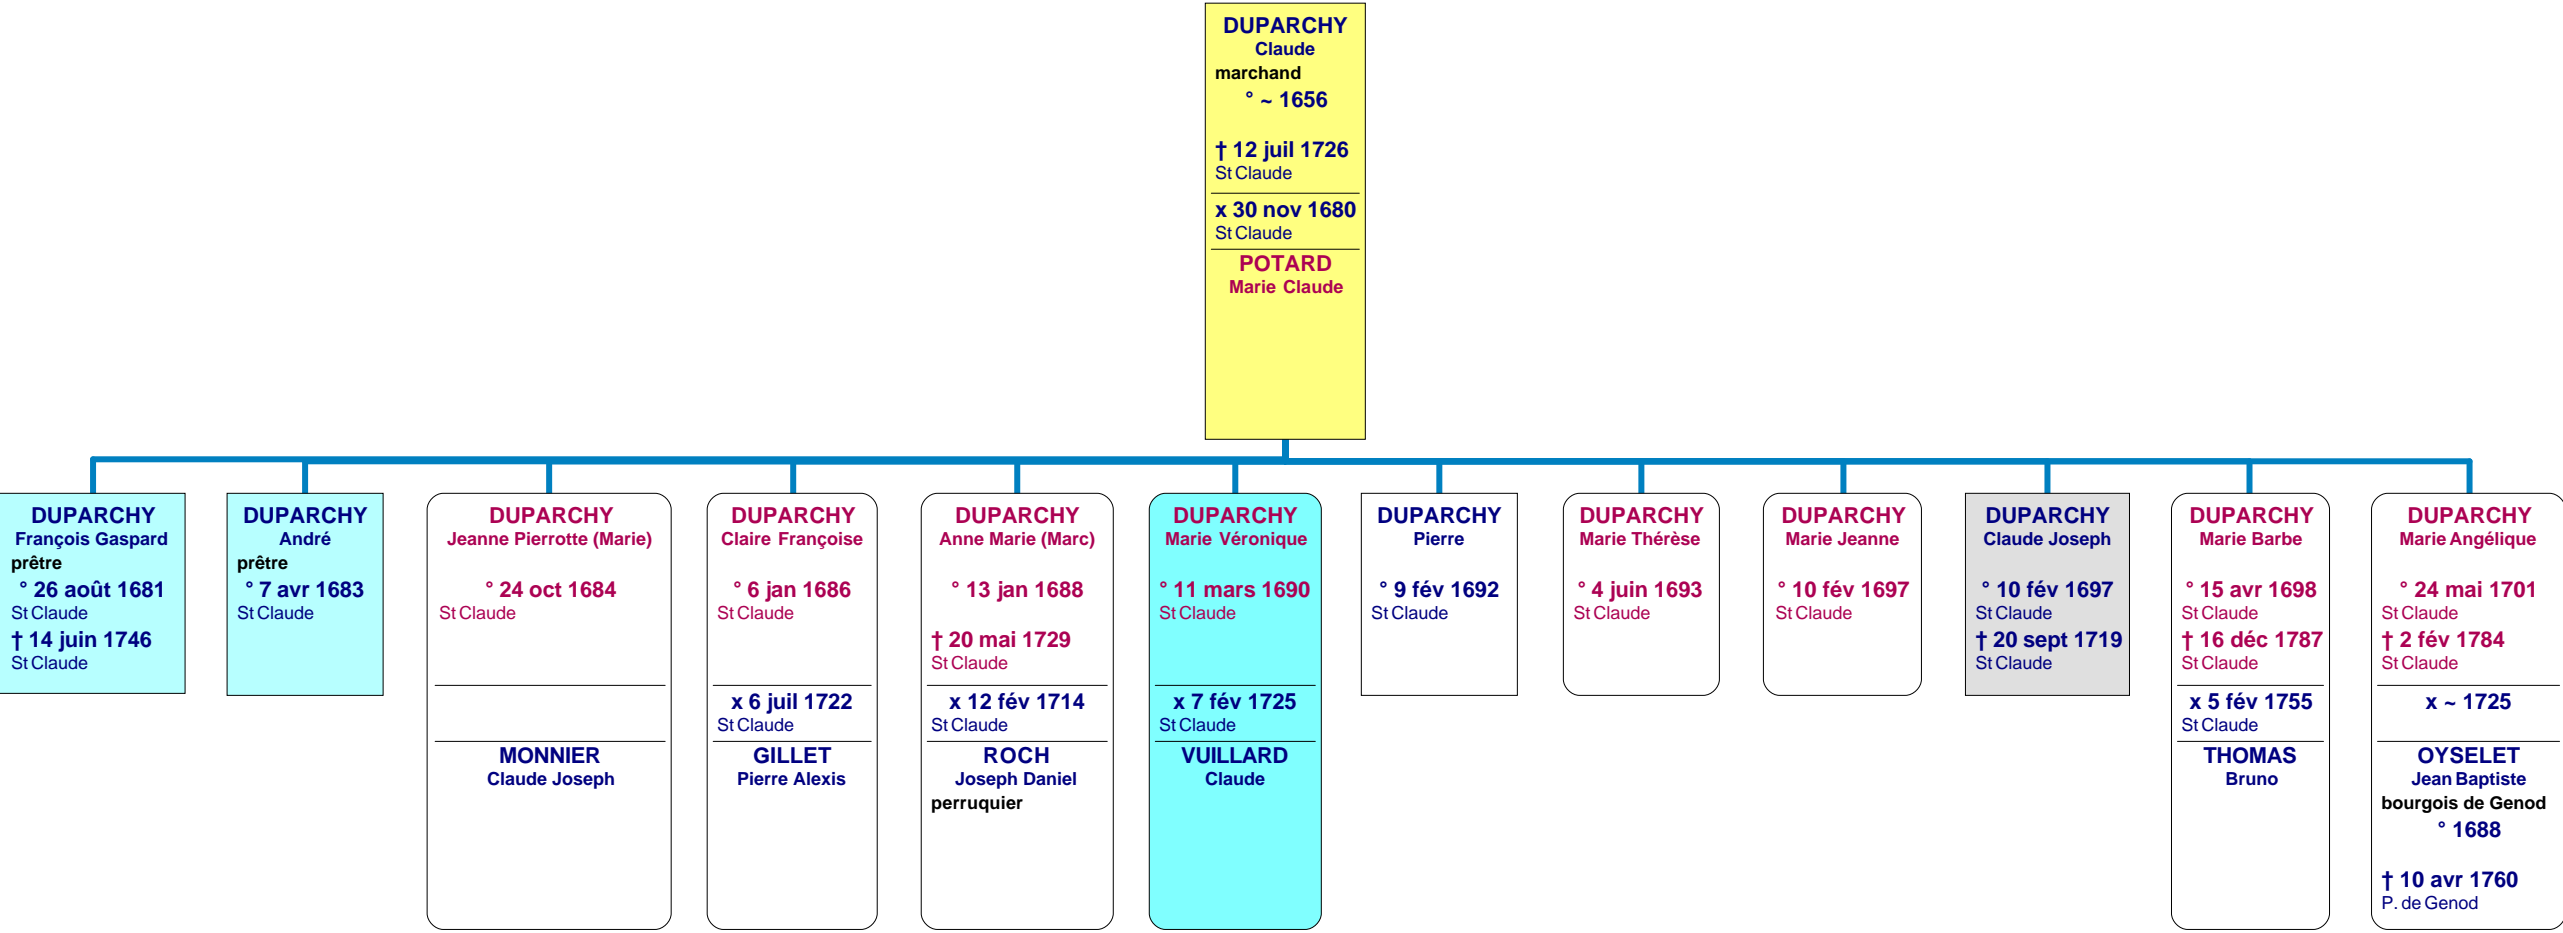 DUPARCHY
Claude
marchand
° ~ 1656
† 12 juil 1726
St Claude
x 30 nov 1680
St Claude
POTARD
Marie Claude
DUPARCHY
François Gaspard
prêtre
° 26 août 1681
St Claude
† 14 juin 1746
St Claude
DUPARCHY
André
prêtre
° 7 avr 1683
St Claude
DUPARCHY
Jeanne Pierrotte (Marie)
° 24 oct 1684
St Claude
MONNIER
Claude Joseph
DUPARCHY
Claire Françoise
° 6 jan 1686
St Claude
x 6 juil 1722
St Claude
GILLET
Pierre Alexis
DUPARCHY
Anne Marie (Marc)
° 13 jan 1688
† 20 mai 1729
St Claude
x 12 fév 1714
St Claude
ROCH
Joseph Daniel
perruquier
DUPARCHY
Marie Véronique
° 11 mars 1690
St Claude
x 7 fév 1725
St Claude
VUILLARD
Claude
DUPARCHY
Pierre
° 9 fév 1692
St Claude
DUPARCHY
Marie Thérèse
° 4 juin 1693
St Claude
DUPARCHY
Marie Jeanne
° 10 fév 1697
St Claude
DUPARCHY
Claude Joseph
° 10 fév 1697
St Claude
† 20 sept 1719
St Claude
DUPARCHY
Marie Barbe
° 15 avr 1698
St Claude
† 16 déc 1787
St Claude
x 5 fév 1755
St Claude
THOMAS
Bruno
DUPARCHY
Marie Angélique
° 24 mai 1701
St Claude
† 2 fév 1784
St Claude
x ~ 1725
OYSELET
Jean Baptiste
bourgois de Genod
° 1688
† 10 avr 1760
P. de Genod